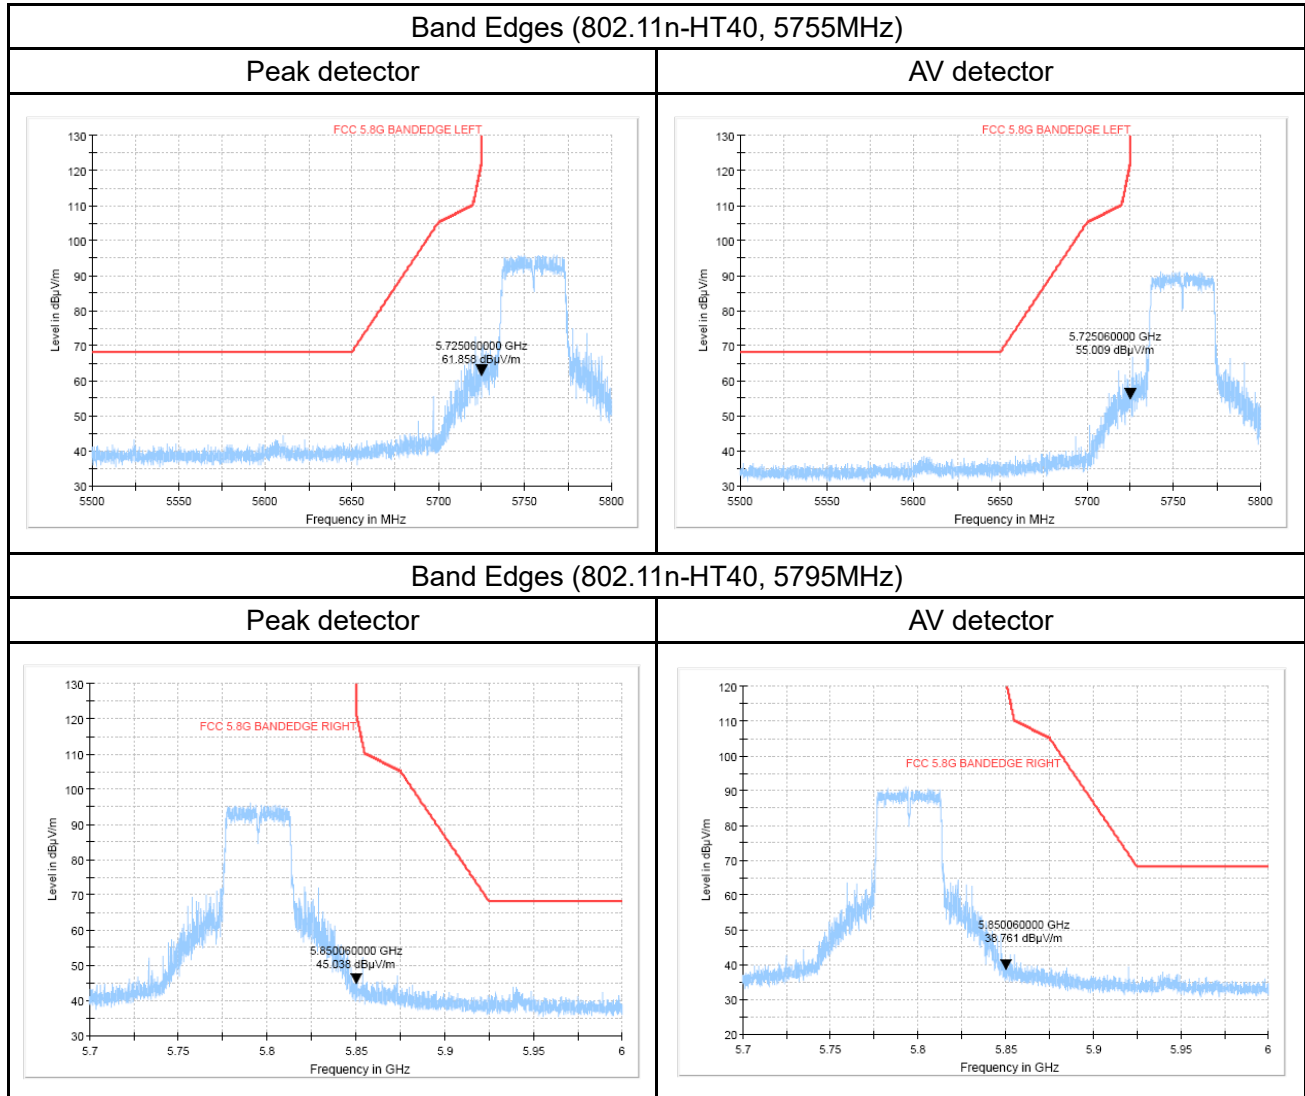 Band Edges (802.11n-HT40, 5755MHz)
Peak detector
AV detector
FCC 5.8G BANDEDGE LEFT
130
120
110
100
90
80
70
60
50
40
30
Level in dBµV/m
5.725060000 GHz
61.858 dBµV/m
5500
5550
5600
5650
5700
5750
5800
Frequency in MHz
FCC 5.8G BANDEDGE LEFT
130
120
110
100
90
80
70
60
50
40
30
Level in dBµV/m
5.725060000 GHz
55.009 dBµV/m
5500
5550
5600
5650
5700
5750
5800
Frequency in MHz
Band Edges (802.11n-HT40, 5795MHz)
Peak detector
AV detector
130
120
110
100
90
80
70
60
50
40
30
Level in dBµV/m
FCC 5.8G BANDEDGE RIGHT
5.850060000 GHz
45.038 dBµV/m
5.7
5.75
5.8
5.85
5.9
5.95
6
Frequency in GHz
120
110
100
90
80
70
60
50
40
30
20
Level in dBµV/m
FCC 5.8G BANDEDGE RIGHT
5.850060000 GHz
38.761 dBµV/m
5.7
5.75
5.8
5.85
5.9
5.95
6
Frequency in GHz